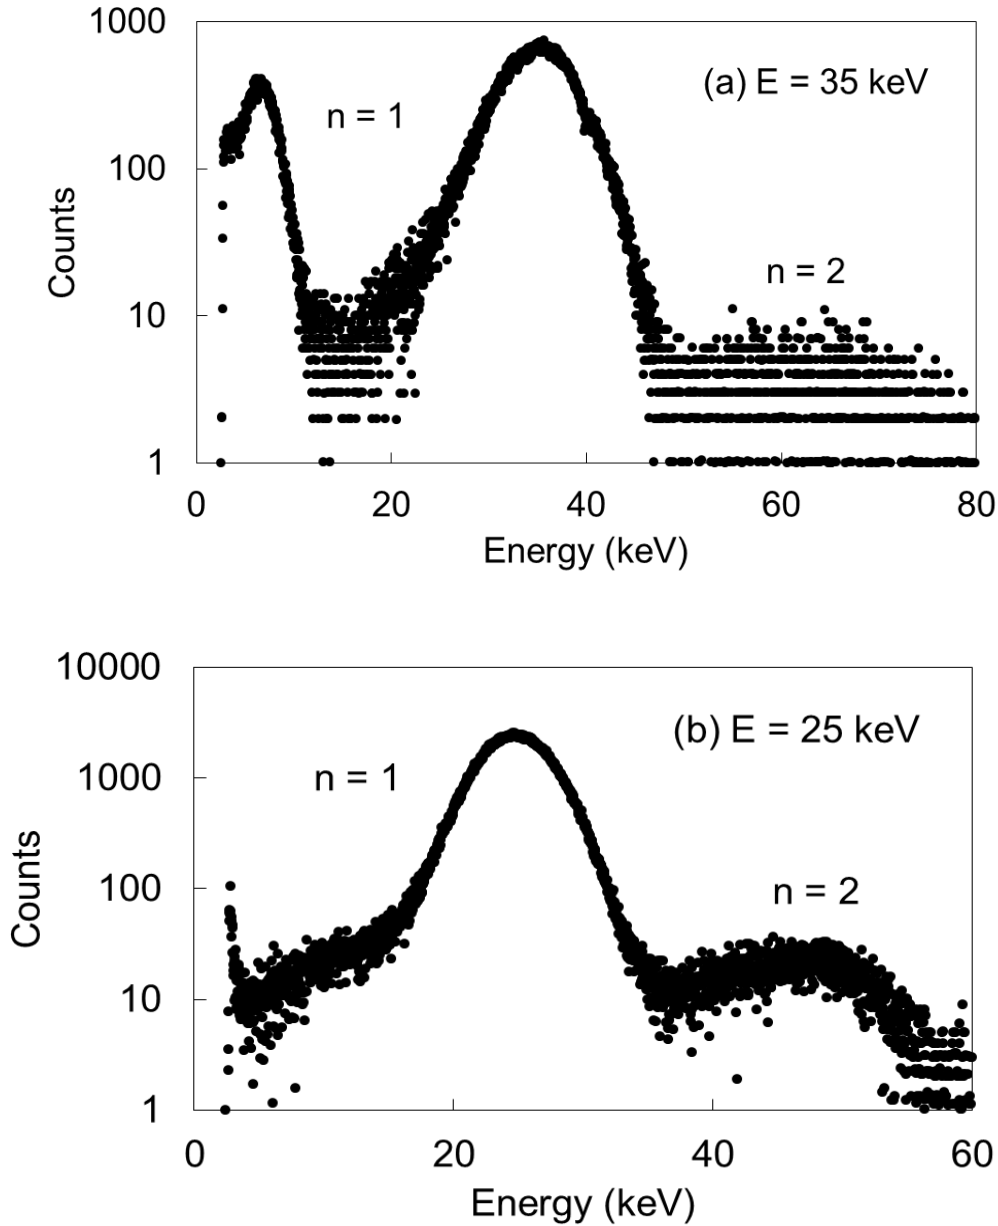 1000
(a) E = 35 keV
n = 1
100
Counts
n = 2
10
1
0 20 40 60 80
Energy (keV)
10000
(b) E = 25 keV
n = 1
1000
Counts
100
n = 2
10
1
0 20 40 60
Energy (keV)